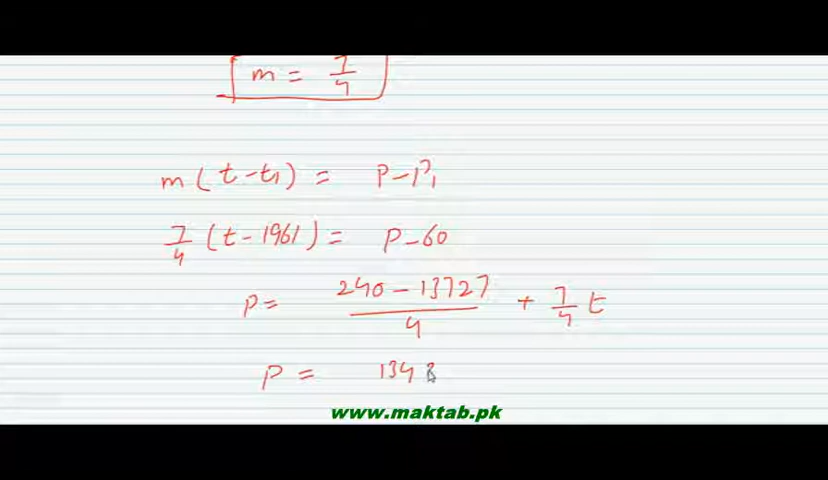 m = 7/4
m(t-t1) = P-P1
7/4 (t-1961) = P-60
P = 240-13727/4 + 7/4 t
P = 134
www.maktab.pk